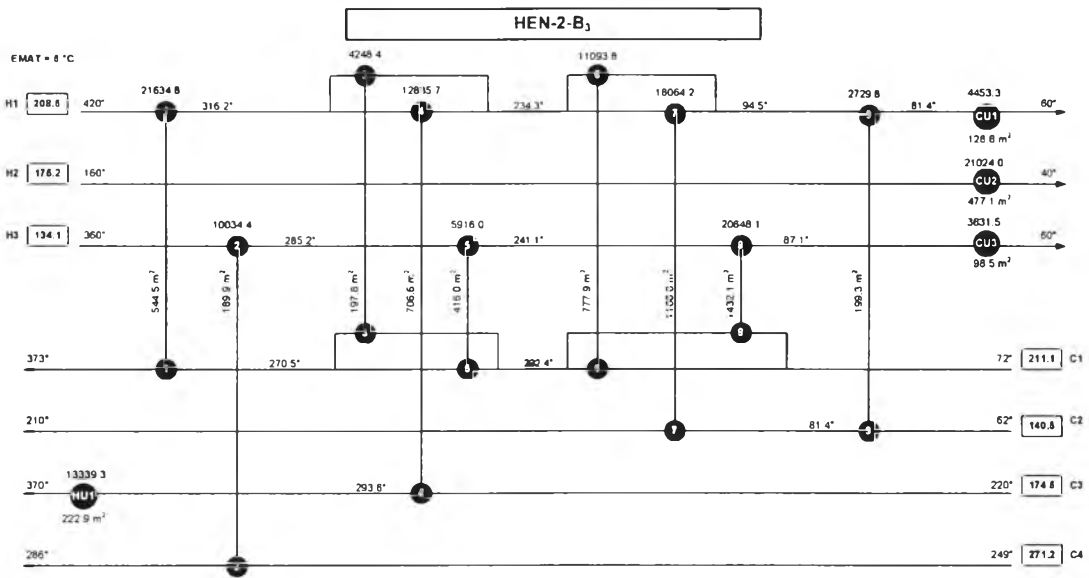 HEN-2-B3
EMAT = 8 °C
4248.4
11093.8
21634.8
12835.7
18064.2
2729.8
4453.3
H1
208.6
420°
316.2°
234.3°
94.5°
81.4°
CU1
60°
128.8 m²
21024.0
H2
175.2
160°
CU2
40°
477.1 m²
10034.4
5916.0
20648.1
3831.5
H3
134.1
360°
2
285.2°
241.1°
87.1°
CU3
60°
98.5 m²
544.5 m²
189.9 m²
197.8 m²
706.6 m²
416.0 m²
777.9 m²
1432.1 m²
199.3 m²
373°
270.5°
72°
211.1
C1
210°
7
81.4°
62°
140.8
C2
13339.3
370°
HU1
293.6°
220°
C3
222.9 m²
286°
249°
271.2
C4